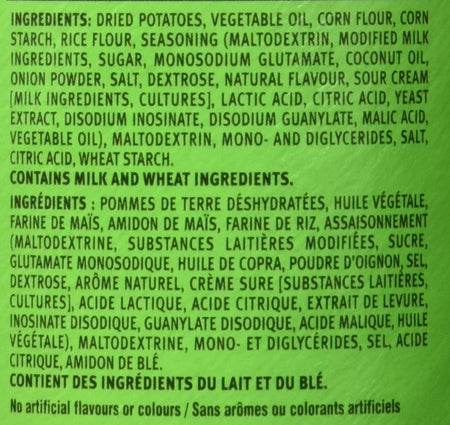 INGREDIENTS: DRIED POTATOES, VEGETABLE OIL, CORN FLOUR, CORN
STARCH, RICE FLOUR, SEASONING (MALTODEXTRIN, MODIFIED MILK
INGREDIENTS, SUGAR, MONOSODIUM GLUTAMATE, COCONUT OIL,
ONION POWDER, SALT, DEXTROSE, NATURAL FLAVOUR, SOUR CREAM
[MILK INGREDIENTS, CULTURES], LACTIC ACID, CITRIC ACID, YEAST
EXTRACT, DISODIUM INOSINATE, DISODIUM GUANYLATE, MALIC ACID,
VEGETABLE OIL), MALTODEXTRIN, MONO- AND DIGLYCERIDES, SALT,
CITRIC ACID, WHEAT STARCH.
CONTAINS MILK AND WHEAT INGREDIENTS.
INGRÉDIENTS : POMMES DE TERRE DÉSHYDRATÉES, HUILE VÉGÉTALE,
FARINE DE MAÏS, AMIDON DE MAÏS, FARINE DE RIZ, ASSAISONNEMENT
(MALTODEXTRINE, SUBSTANCES LAITIÈRES MODIFIÉES, SUCRE,
GLUTAMATE MONOSODIQUE, HUILE DE COPRA, POUDRE D'OIGNON, SEL,
DEXTROSE, ARÔME NATUREL, CRÈME SURE [SUBSTANCES LAITIÈRES,
CULTURES], ACIDE LACTIQUE, ACIDE CITRIQUE, EXTRAIT DE LEVURE,
INOSINATE DISODIQUE, GUANYLATE DISODIQUE, ACIDE MALIQUE, HUILE
VÉGÉTALE), MALTODEXTRINE, MONO- ET DIGLYCÉRIDES, SEL, ACIDE
CITRIQUE, AMIDON DE BLÉ.
CONTIENT DES INGRÉDIENTS DU LAIT ET DU BLÉ.
No artificial flavours or colours / Sans arômes ou colorants artificiels